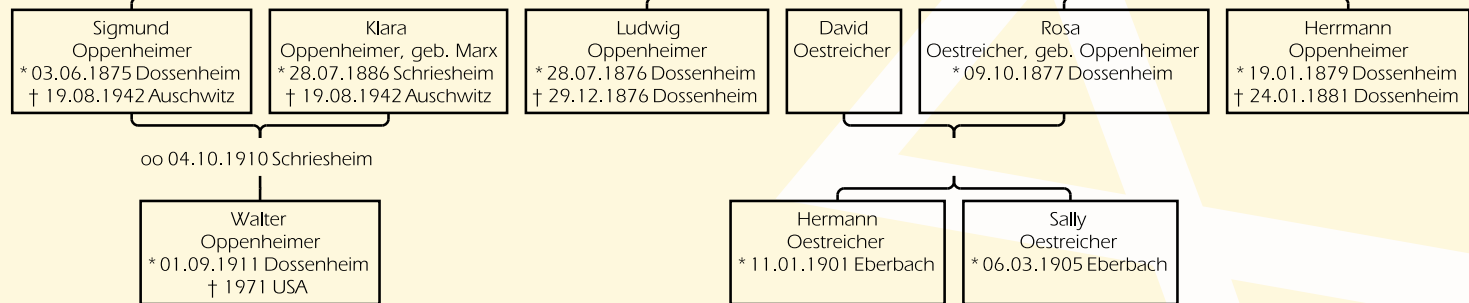 Sigmund
Oppenheimer
* 03.06.1875 Dossenheim
† 19.08.1942 Auschwitz
Klara
Oppenheimer, geb. Marx
* 28.07.1886 Schriesheim
† 19.08.1942 Auschwitz
Ludwig
Oppenheimer
* 28.07.1876 Dossenheim
† 29.12.1876 Dossenheim
David
Oestreicher
Rosa
Oestreicher, geb. Oppenheimer
* 09.10.1877 Dossenheim
Herrmann
Oppenheimer
* 19.01.1879 Dossenheim
† 24.01.1881 Dossenheim
oo 04.10.1910 Schriesheim
Walter
Oppenheimer
* 01.09.1911 Dossenheim
† 1971 USA
Hermann
Oestreicher
* 11.01.1901 Eberbach
Sally
Oestreicher
* 06.03.1905 Eberbach